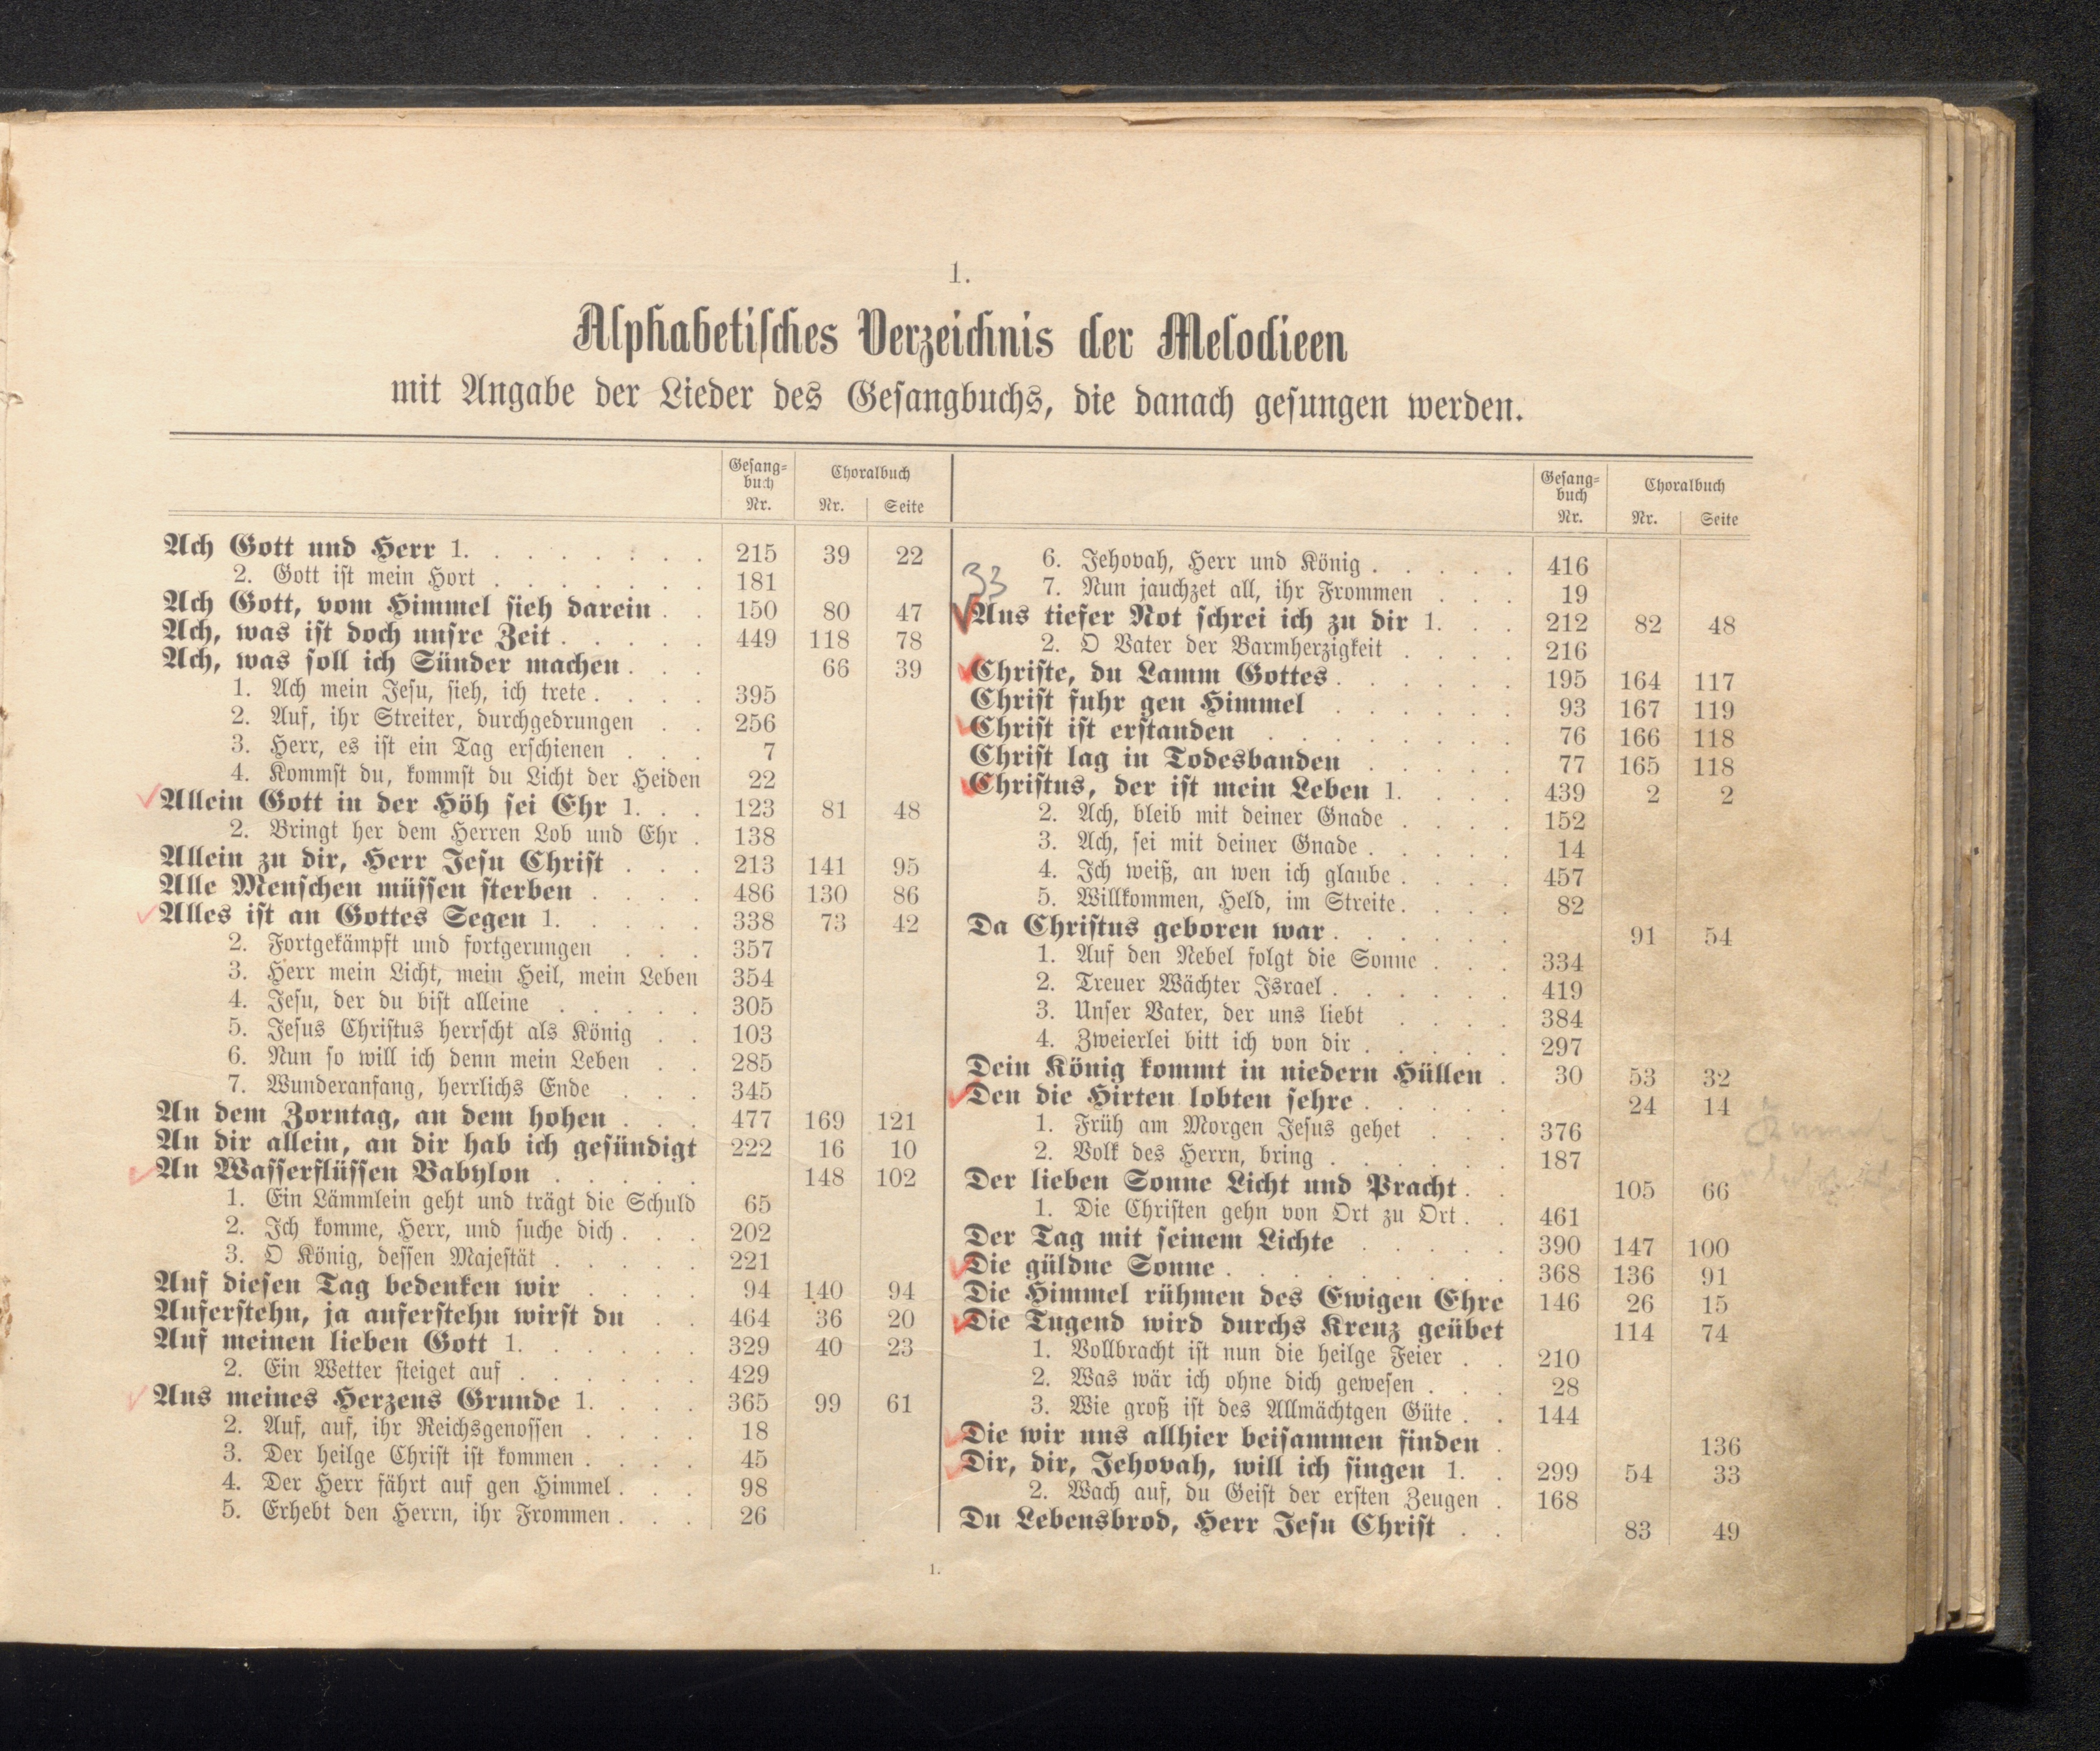 1.
Alphabetisches Verzeichnis der Melodieen
mit Angabe der Lieder des Gesangbuchs, die danach gesungen werden.
Gesang-
buch
Nr.
Choralbuch
Nr. Seite
Ach Gott und Herr 1. . . . . . . . 215 39 22
2. Gott ist mein Hort . . . . . . . 181
Ach Gott, vom Himmel sieh darein . . 150 80 47
Ach, was ist doch unsre Zeit . . . . . 449 118 78
Ach, was soll ich Sünder machen . . . 66 39
1. Ach mein Jesu, sieh, ich trete . . . . 395
2. Auf, ihr Streiter, durchgedrungen . . 256
3. Herr, es ist ein Tag erschienen . . . 7
4. Kommst du, kommst du Licht der Heiden 22
Allein Gott in der Höh sei Ehr 1. . . 123 81 48
2. Bringt her dem Herren Lob und Ehr . 138
Allein zu dir, Herr Jesu Christ . . . 213 141 95
Alle Menschen müssen sterben . . . . 486 130 86
Alles ist an Gottes Segen 1. . . . . 338 73 42
2. Fortgekämpft und fortgerungen . . . 357
3. Herr mein Licht, mein Heil, mein Leben 354
4. Jesu, der du bist alleine . . . . . 305
5. Jesus Christus herrscht als König . . 103
6. Nun so will ich denn mein Leben . . 285
7. Wunderanfang, herrlichs Ende . . . 345
An dem Zorntag, an dem hohen . . . 477 169 121
An dir allein, an dir hab ich gesündigt 222 16 10
An Wasserflüssen Babylon . . . . . 148 102
1. Ein Lämmlein geht und trägt die Schuld 65
2. Ich komme, Herr, und suche dich . . . 202
3. O König, dessen Majestät . . . . . 221
Auf diesen Tag bedenken wir . . . . 94 140 94
Auferstehn, ja auferstehn wirst du . . 464 36 20
Auf meinen lieben Gott 1. . . . . . 329 40 23
2. Ein Wetter steiget auf . . . . . . 429
Aus meines Herzens Grunde 1. . . . 365 99 61
2. Auf, auf, ihr Reichsgenossen . . . . 18
3. Der heilge Christ ist kommen . . . . 45
4. Der Herr fährt auf gen Himmel . . . 98
5. Erhebt den Herrn, ihr Frommen . . . 26
Gesang-
buch
Nr.
Choralbuch
Nr. Seite
6. Jehovah, Herr und König . . . . . 416
33
7. Nun jauchzet all, ihr Frommen . . . 19
Aus tiefer Not schrei ich zu dir 1. . . 212 82 48
2. O Vater der Barmherzigkeit . . . . 216
Christe, du Lamm Gottes . . . . . . 195 164 117
Christ fuhr gen Himmel . . . . . . 93 167 119
Christ ist erstanden . . . . . . . . 76 166 118
Christ lag in Todesbanden . . . . . 77 165 118
Christus, der ist mein Leben 1. . . . 439 2 2
2. Ach, bleib mit deiner Gnade . . . . 152
3. Ach, sei mit deiner Gnade . . . . . 14
4. Ich weiß, an wen ich glaube . . . . 457
5. Willkommen, Held, im Streite . . . . 82
Da Christus geboren war . . . . . . 91 54
1. Auf den Nebel folgt die Sonne . . . 334
2. Treuer Wächter Israel . . . . . . 419
3. Unser Vater, der uns liebt . . . . 384
4. Zweierlei bitt ich von dir . . . . . 297
Dein König kommt in niedern Hüllen . 30 53 32
Den die Hirten lobten sehre . . . . . 24 14
1. Früh am Morgen Jesus gehet . . . 376
2. Volk des Herrn, bring . . . . . . 187
Der lieben Sonne Licht und Pracht . . 105 66
1. Die Christen gehn von Ort zu Ort . . 461
Der Tag mit seinem Lichte . . . . . 390 147 100
Die güldne Sonne . . . . . . . . . 368 136 91
Die Himmel rühmen des Ewigen Ehre 146 26 15
Die Tugend wird durchs Kreuz geübet 114 74
1. Vollbracht ist nun die heilge Feier . . 210
2. Was wär ich ohne dich gewesen . . . 28
3. Wie groß ist des Allmächtgen Güte . . 144
Die wir uns allhier beisammen finden . 136
Dir, dir, Jehovah, will ich singen 1. . 299 54 33
2. Wach auf, du Geist der ersten Zeugen . 168
Du Lebensbrod, Herr Jesu Christ . . 83 49
1.